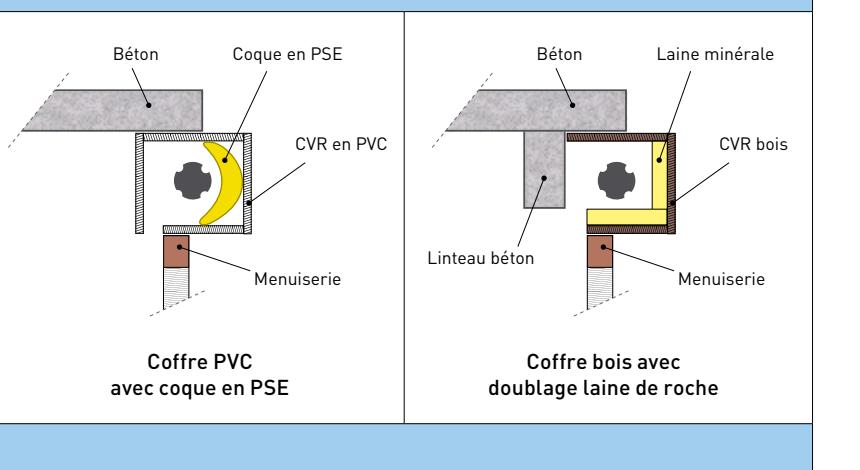 Béton
Coque en PSE
CVR en PVC
Menuiserie
Coffre PVC
avec coque en PSE
Béton
Laine minérale
CVR bois
Linteau béton
Menuiserie
Coffre bois avec
doublage laine de roche